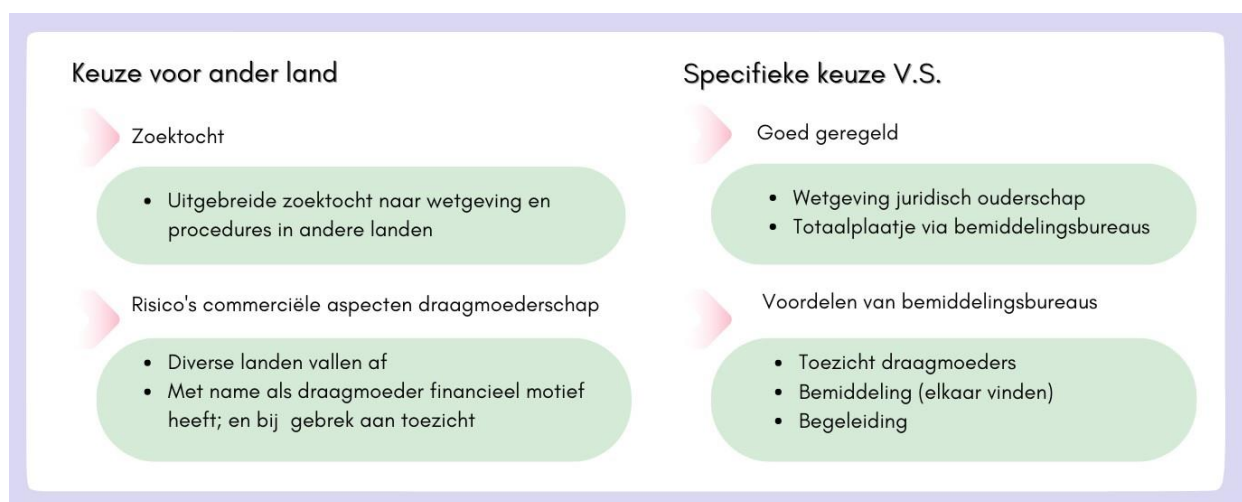 Keuze voor ander land
Zoektocht
• Uitgebreide zoektocht naar wetgeving en
procedures in andere landen
Risico's commerciële aspecten draagmoederschap
• Diverse landen vallen af
• Met name als draagmoeder financieel motief
heeft; en bij gebrek aan toezicht
Specifieke keuze V.S.
Goed geregeld
• Wetgeving juridisch ouderschap
• Totaalplaatje via bemiddelingsbureaus
Voordelen van bemiddelingsbureaus
• Toezicht draagmoeders
• Bemiddeling (elkaar vinden)
• Begeleiding